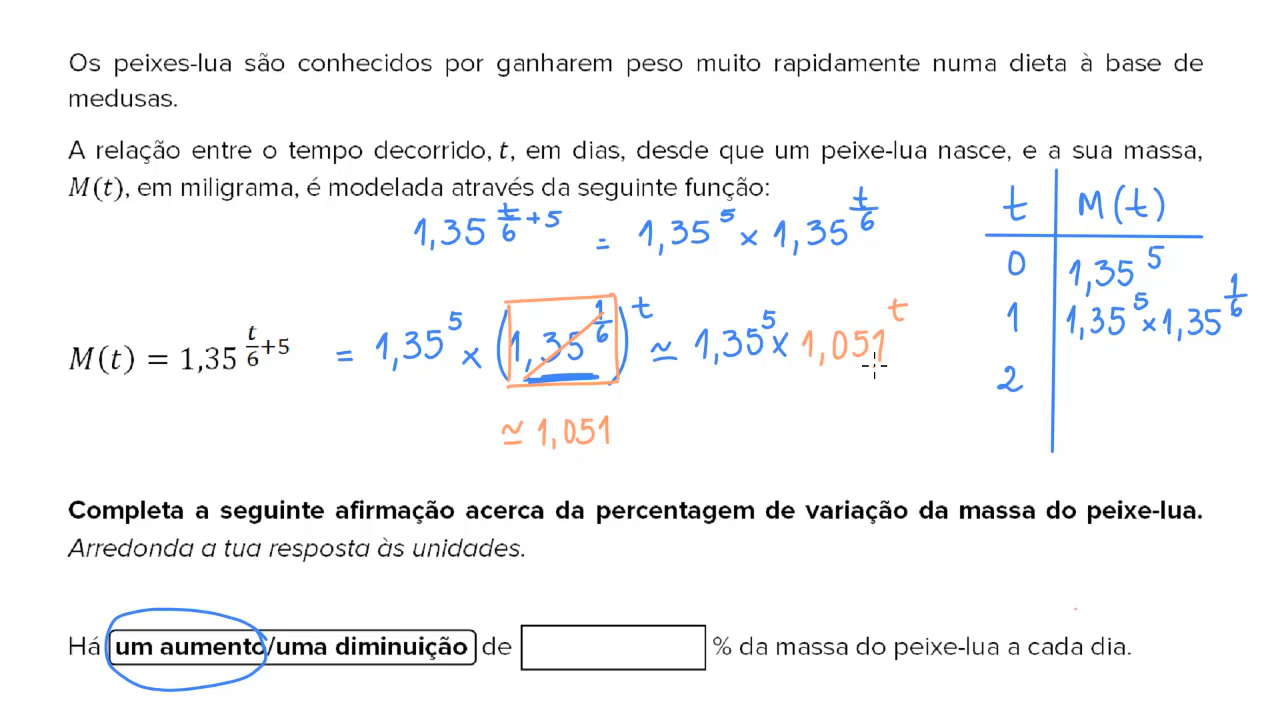 Os peixes-lua são conhecidos por ganharem peso muito rapidamente numa dieta à base de
medusas.
A relação entre o tempo decorrido, t, em dias, desde que um peixe-lua nasce, e a sua massa,
M(t), em miligrama, é modelada através da seguinte função:
1,35^(t/6 + 5) = 1,35^5 × 1,35^(t/6)
M(t) = 1,35^(t/6+5) = 1,35^5 × (1,35^(1/6))^t ≃ 1,35^5 × 1,051^t
≃ 1,051
t M(t)
0 1,35^5
1 1,35^5 × 1,35^(1/6)
2
Completa a seguinte afirmação acerca da percentagem de variação da massa do peixe-lua.
Arredonda a tua resposta às unidades.
Há um aumento/uma diminuição de % da massa do peixe-lua a cada dia.